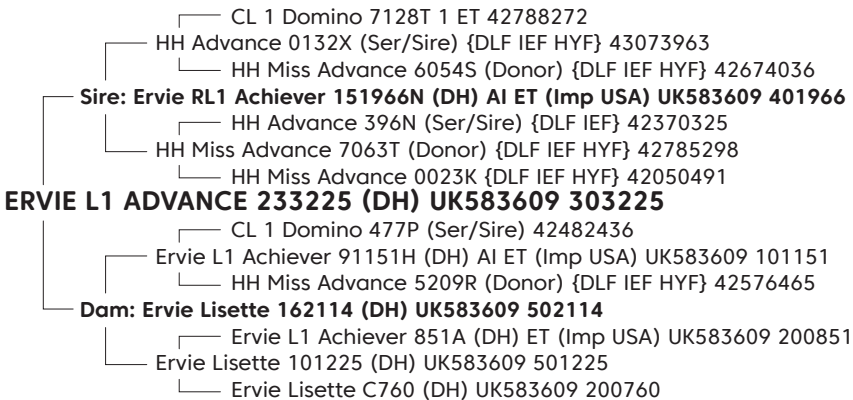 CL 1 Domino 7128T 1 ET 42788272
HH Advance 0132X (Ser/Sire) {DLF IEF HYF} 43073963
HH Miss Advance 6054S (Donor) {DLF IEF HYF} 42674036
Sire: Ervie RL1 Achiever 151966N (DH) AI ET (Imp USA) UK583609 401966
HH Advance 396N (Ser/Sire) {DLF IEF} 42370325
HH Miss Advance 7063T (Donor) {DLF IEF HYF} 42785298
HH Miss Advance 0023K {DLF IEF HYF} 42050491
ERVIE L1 ADVANCE 233225 (DH) UK583609 303225
CL 1 Domino 477P (Ser/Sire) 42482436
Ervie L1 Achiever 91151H (DH) AI ET (Imp USA) UK583609 101151
HH Miss Advance 5209R (Donor) {DLF IEF HYF} 42576465
Dam: Ervie Lisette 162114 (DH) UK583609 502114
Ervie L1 Achiever 851A (DH) ET (Imp USA) UK583609 200851
Ervie Lisette 101225 (DH) UK583609 501225
Ervie Lisette C760 (DH) UK583609 200760